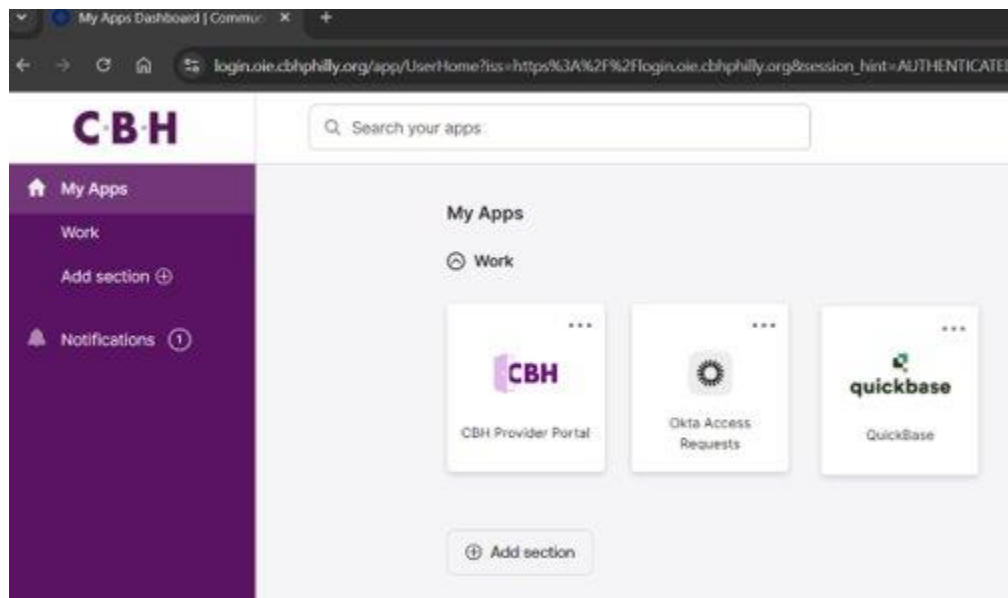 My Apps Dashboard | Commu
login.oie.cbhphilly.org/app/UserHome?iss=https%3A%2F%2Flogin.oie.cbhphilly.org&session_hint=AUTHENTICATED
C·B·H
Search your apps
My Apps
Work
Add section
Notifications 1
My Apps
Work
CBH
CBH Provider Portal
Okta Access
Requests
quickbase
QuickBase
Add section